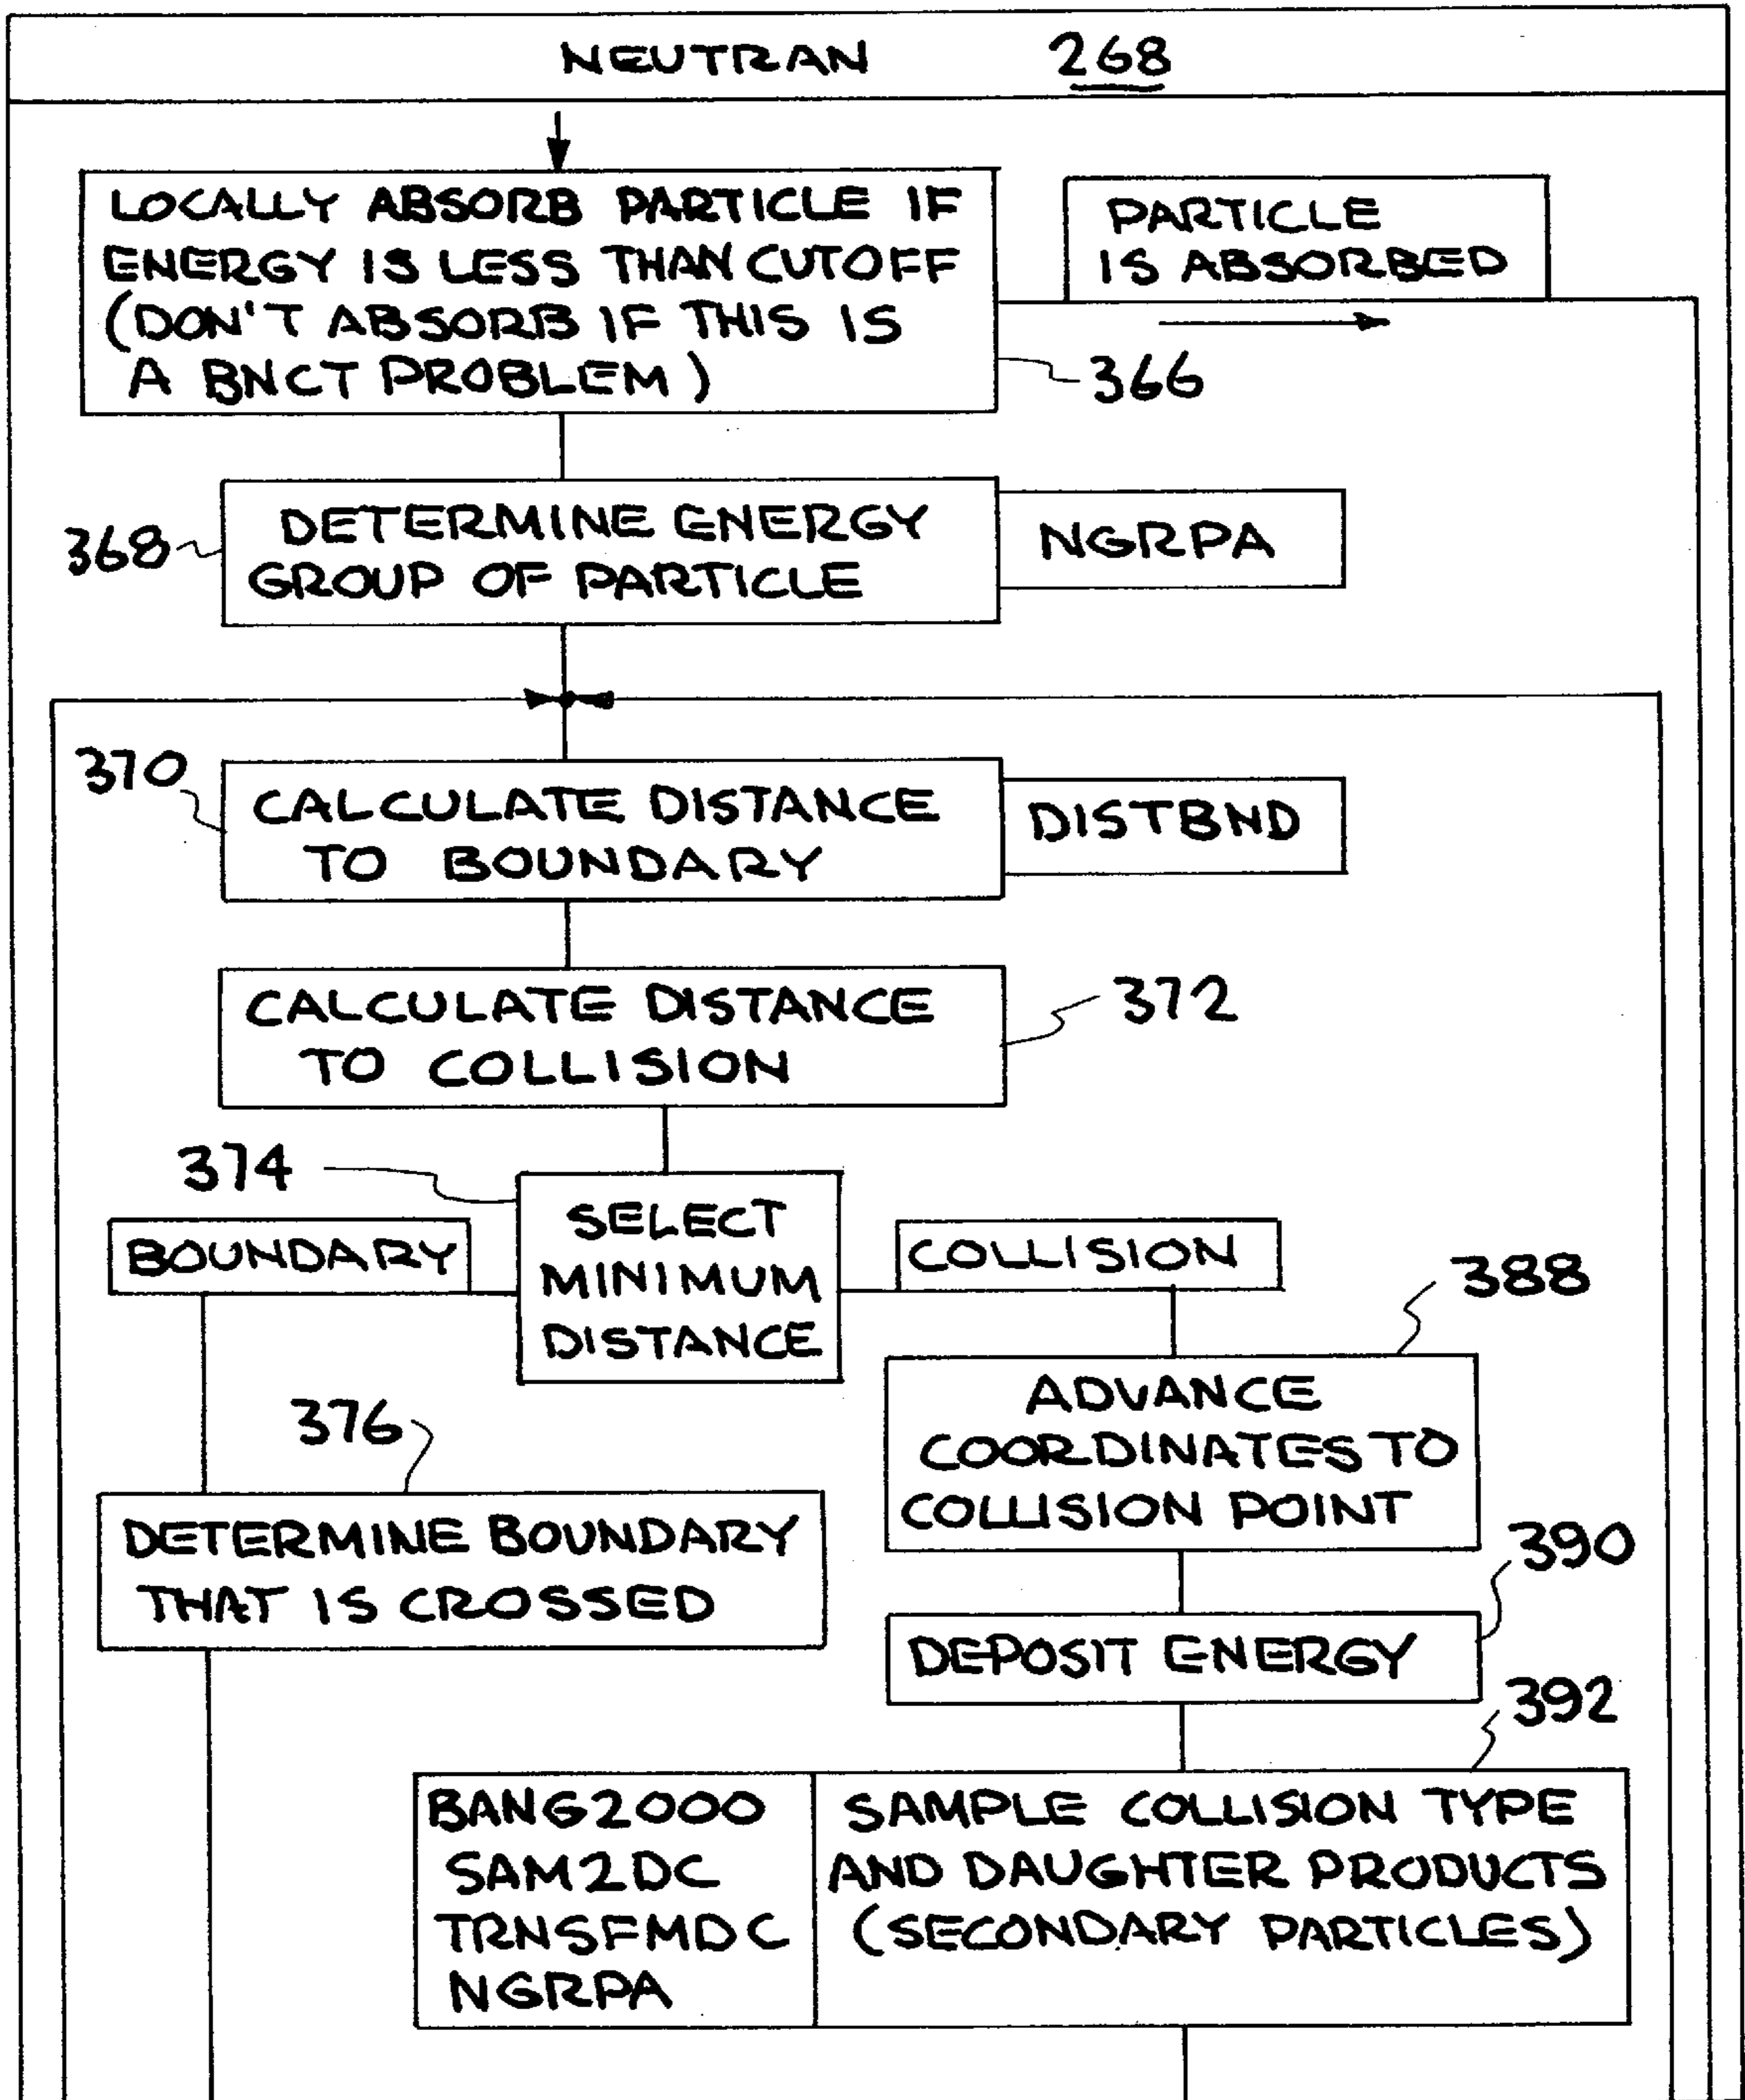 NEUTRAN 268
LOCALLY ABSORB PARTICLE IF
ENERGY IS LESS THAN CUTOFF
(DON'T ABSORB IF THIS IS
A BNCT PROBLEM)
PARTICLE
IS ABSORBED
366
368
DETERMINE ENERGY
GROUP OF PARTICLE
NGRPA
370
CALCULATE DISTANCE
TO BOUNDARY
DISTBND
CALCULATE DISTANCE
TO COLLISION
372
374
SELECT
MINIMUM
DISTANCE
BOUNDARY
COLLISION
388
376
ADVANCE
COORDINATES TO
COLLISION POINT
DETERMINE BOUNDARY
THAT IS CROSSED
390
DEPOSIT ENERGY
392
BANG2000
SAM2DC
TRNSFMDC
NGRPA
SAMPLE COLLISION TYPE
AND DAUGHTER PRODUCTS
(SECONDARY PARTICLES)